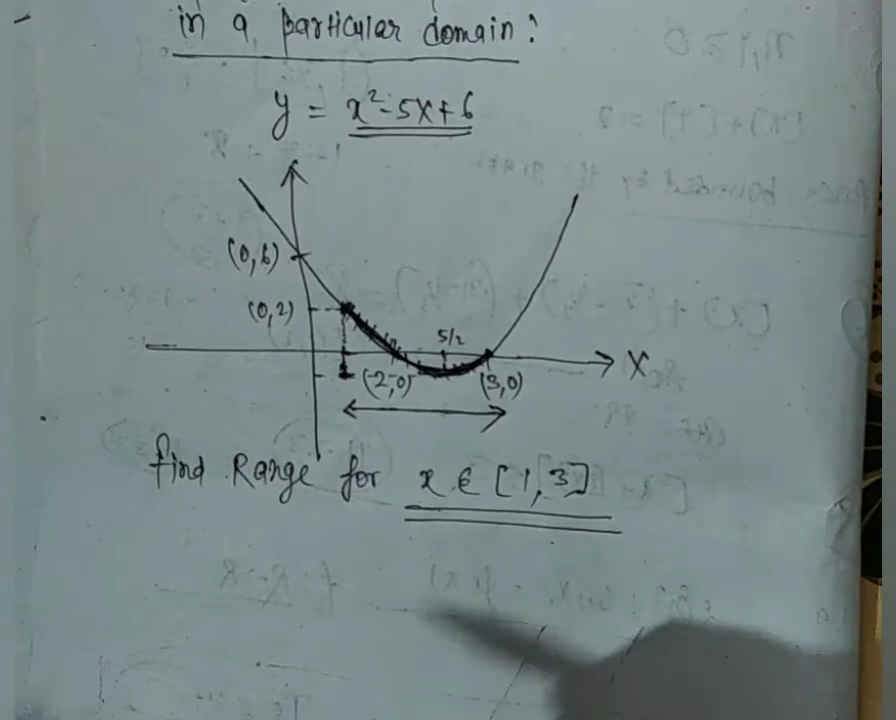 in a particular domain:
y = x²-5x+6
(0,6)
(0,2)
5/2
X
(-2,0)
(3,0)
find Range for x ∈ [1,3]